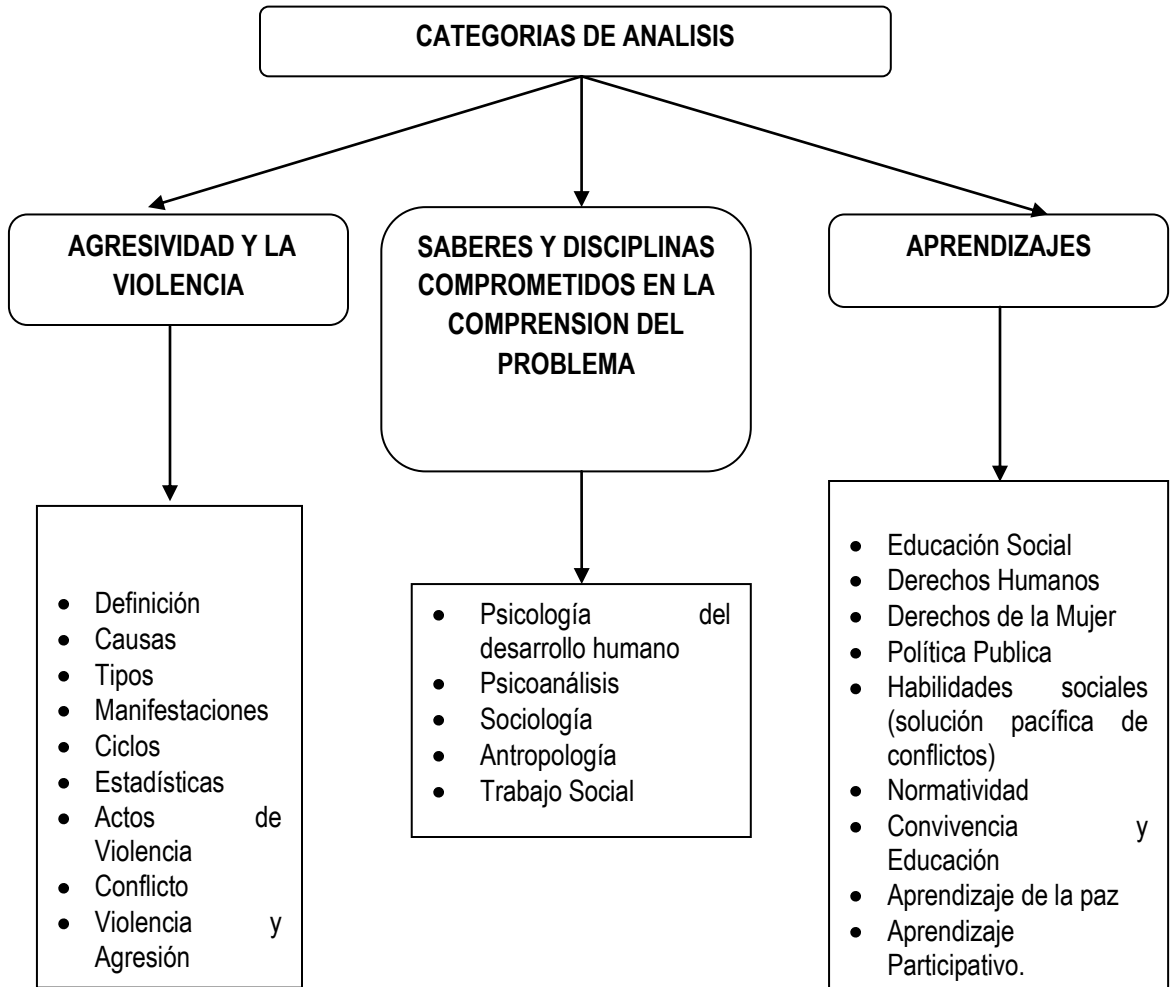 CATEGORIAS DE ANALISIS
AGRESIVIDAD Y LA
VIOLENCIA
SABERES Y DISCIPLINAS
COMPROMETIDOS EN LA
COMPRENSION DEL
PROBLEMA
APRENDIZAJES
• Definición
• Causas
• Tipos
• Manifestaciones
• Ciclos
• Estadísticas
• Actos de
Violencia
• Conflicto
• Violencia y
Agresión
• Psicología del
desarrollo humano
• Psicoanálisis
• Sociología
• Antropología
• Trabajo Social
• Educación Social
• Derechos Humanos
• Derechos de la Mujer
• Política Publica
• Habilidades sociales
(solución pacífica de
conflictos)
• Normatividad
• Convivencia y
Educación
• Aprendizaje de la paz
• Aprendizaje
Participativo.